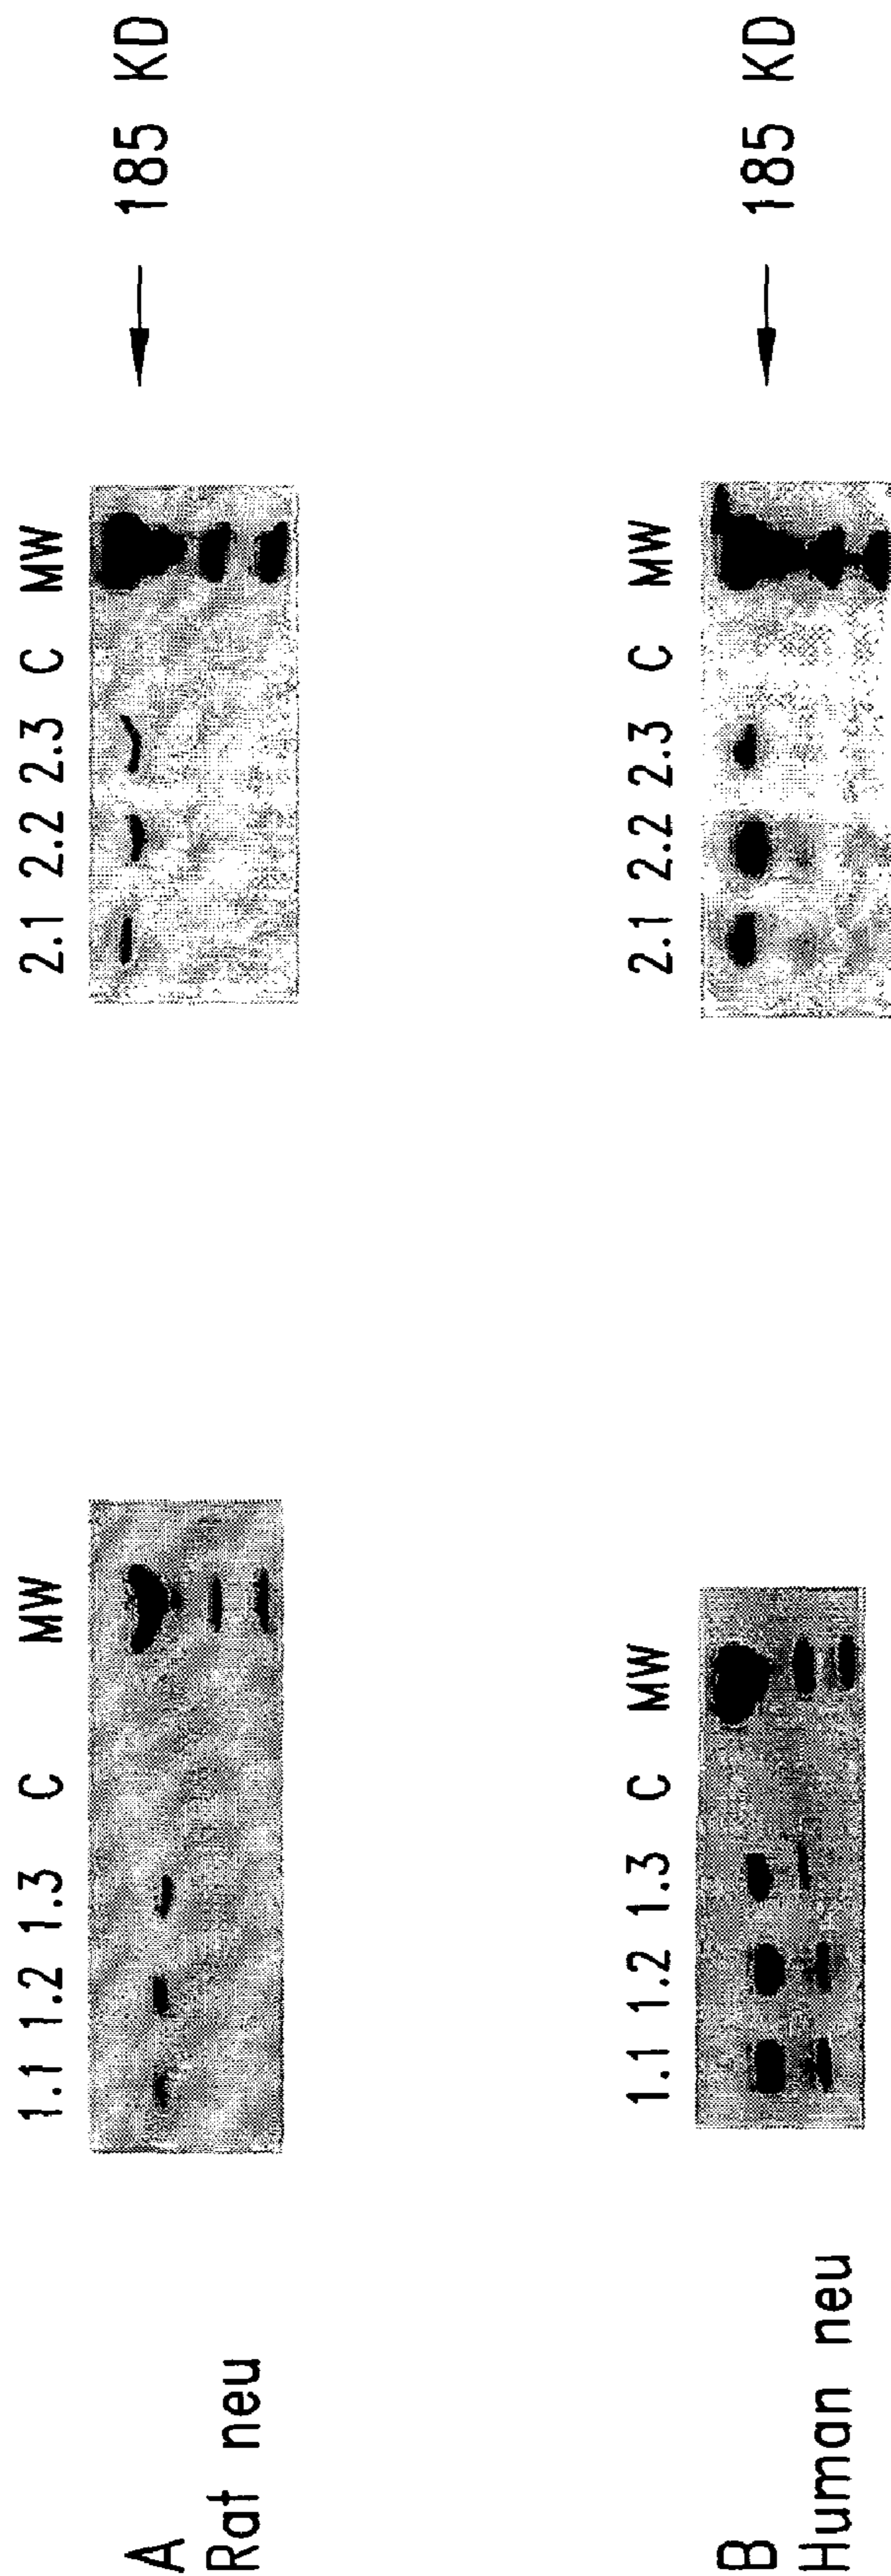 1.1 1.2 1.3 C MW
2.1 2.2 2.3 C MW
185 KD
A
Rat neu
1.1 1.2 1.3 C MW
2.1 2.2 2.3 C MW
185 KD
B
Human neu